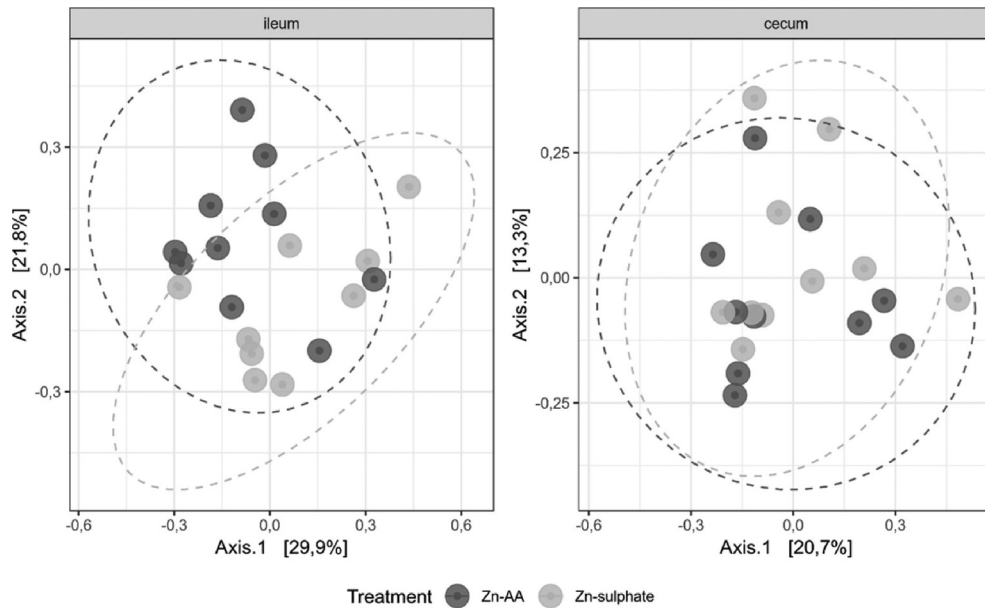 ileum
cecum
Axis.2 [21,8%]
0,3
0,0
-0,3
-0,6
-0,3
0,0
0,3
0,6
Axis.1 [29,9%]
Axis.2 [13,3%]
0,25
0,00
-0,25
-0,6
-0,3
0,0
0,3
Axis.1 [20,7%]
Treatment Zn-AA Zn-sulphate